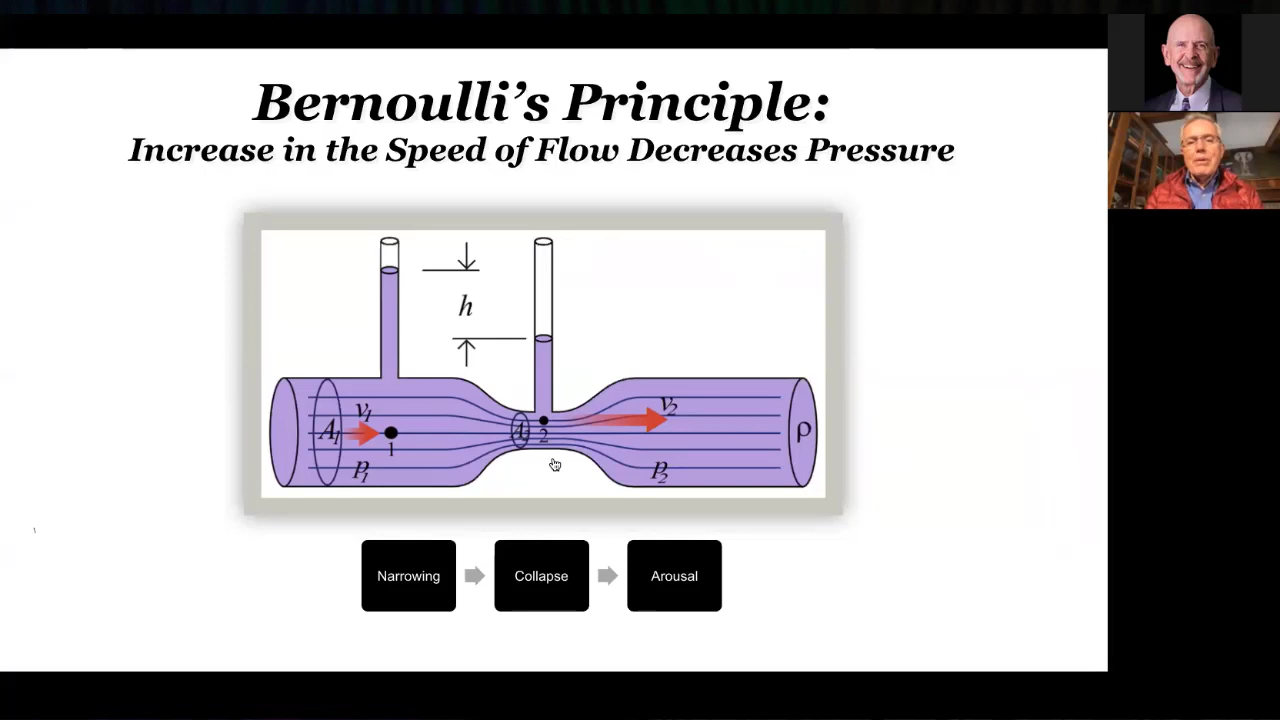 Bernoulli's Principle:
Increase in the Speed of Flow Decreases Pressure
h
v1
v2
A1
A
1
2
ρ
p1
p2
Narrowing
Collapse
Arousal